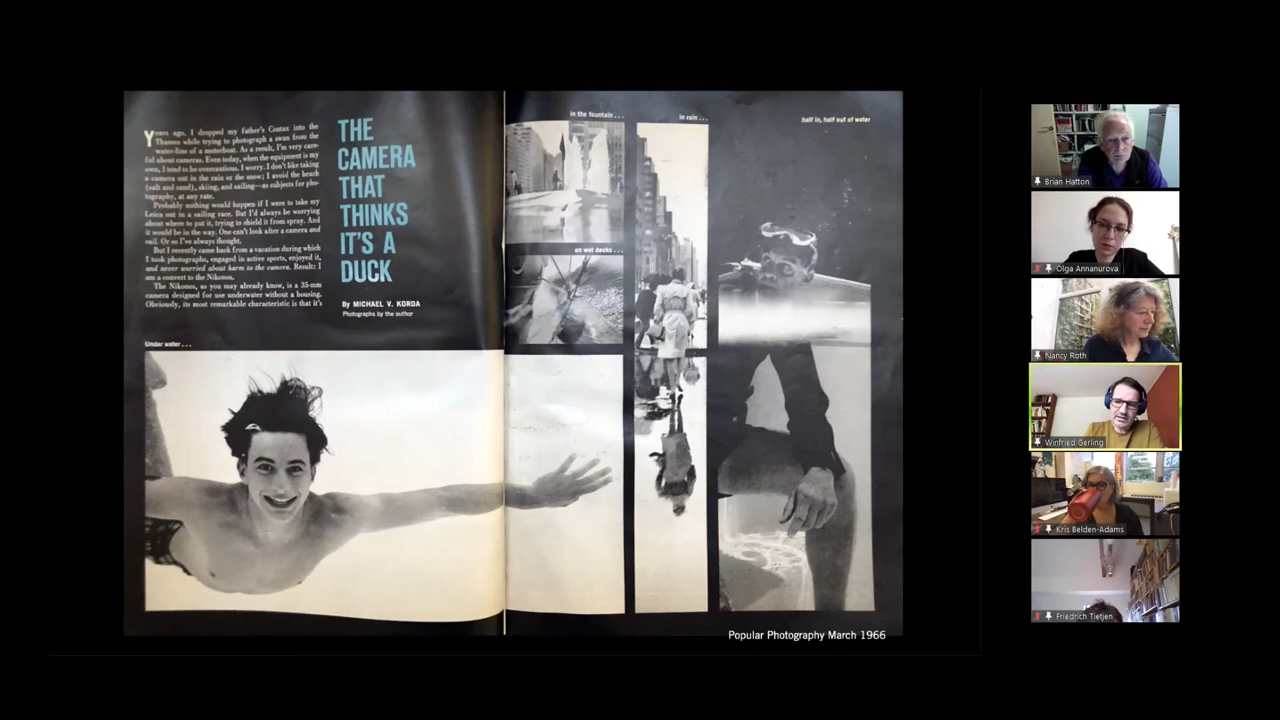 Years ago, I dropped my father's Contax into the
Thames while trying to photograph a swan from the
water-line of a motorboat. As a result, I'm very care-
ful about cameras. Even today, when the equipment is my
own, I tend to be overcautious. I worry. I don't like taking
a camera out in the rain or the snow; I avoid the beach
(salt and sand), skiing, and sailing—as subjects for pho-
tography, at any rate.
Probably nothing would happen if I were to take my
Leica out in a sailing race. But I'd always be worrying
about where to put it, trying to shield it from spray. And
it would be in the way. One can't look after a camera and
sail. Or so I've always thought.
But I recently came back from a vacation during which
I took photographs, engaged in active sports, enjoyed it,
and never worried about harm to the camera. Result: I
am a convert to the Nikonos.
The Nikonos, as you may already know, is a 35-mm
camera designed for use underwater without a housing.
Obviously, its most remarkable characteristic is that it's
THE
CAMERA
THAT
THINKS
IT'S A
DUCK
By MICHAEL V. KORDA
Photographs by the author
Under water . . .
in the fountain . . .
on wet decks . . .
in rain . . .
half in, half out of water
Popular Photography March 1966
Brian Hatton
Olga Annanurova
Nancy Roth
Winfried Gerling
Kris Belden-Adams
Friedrich Tietjen